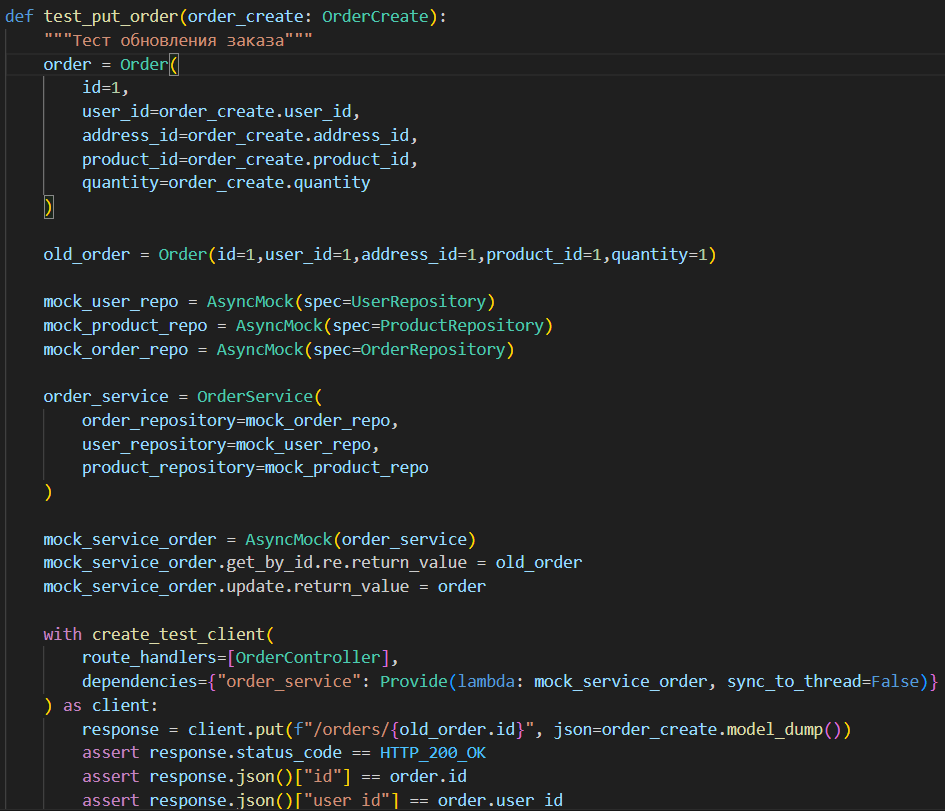 def test_put_order(order_create: OrderCreate):
"""Тест обновления заказа"""
order = Order(
id=1,
user_id=order_create.user_id,
address_id=order_create.address_id,
product_id=order_create.product_id,
quantity=order_create.quantity
)
old_order = Order(id=1,user_id=1,address_id=1,product_id=1,quantity=1)
mock_user_repo = AsyncMock(spec=UserRepository)
mock_product_repo = AsyncMock(spec=ProductRepository)
mock_order_repo = AsyncMock(spec=OrderRepository)
order_service = OrderService(
order_repository=mock_order_repo,
user_repository=mock_user_repo,
product_repository=mock_product_repo
)
mock_service_order = AsyncMock(order_service)
mock_service_order.get_by_id.re.return_value = old_order
mock_service_order.update.return_value = order
with create_test_client(
route_handlers=[OrderController],
dependencies={"order_service": Provide(lambda: mock_service_order, sync_to_thread=False)}
) as client:
response = client.put(f"/orders/{old_order.id}", json=order_create.model_dump())
assert response.status_code == HTTP_200_OK
assert response.json()["id"] == order.id
assert response.json()["user_id"] == order.user_id